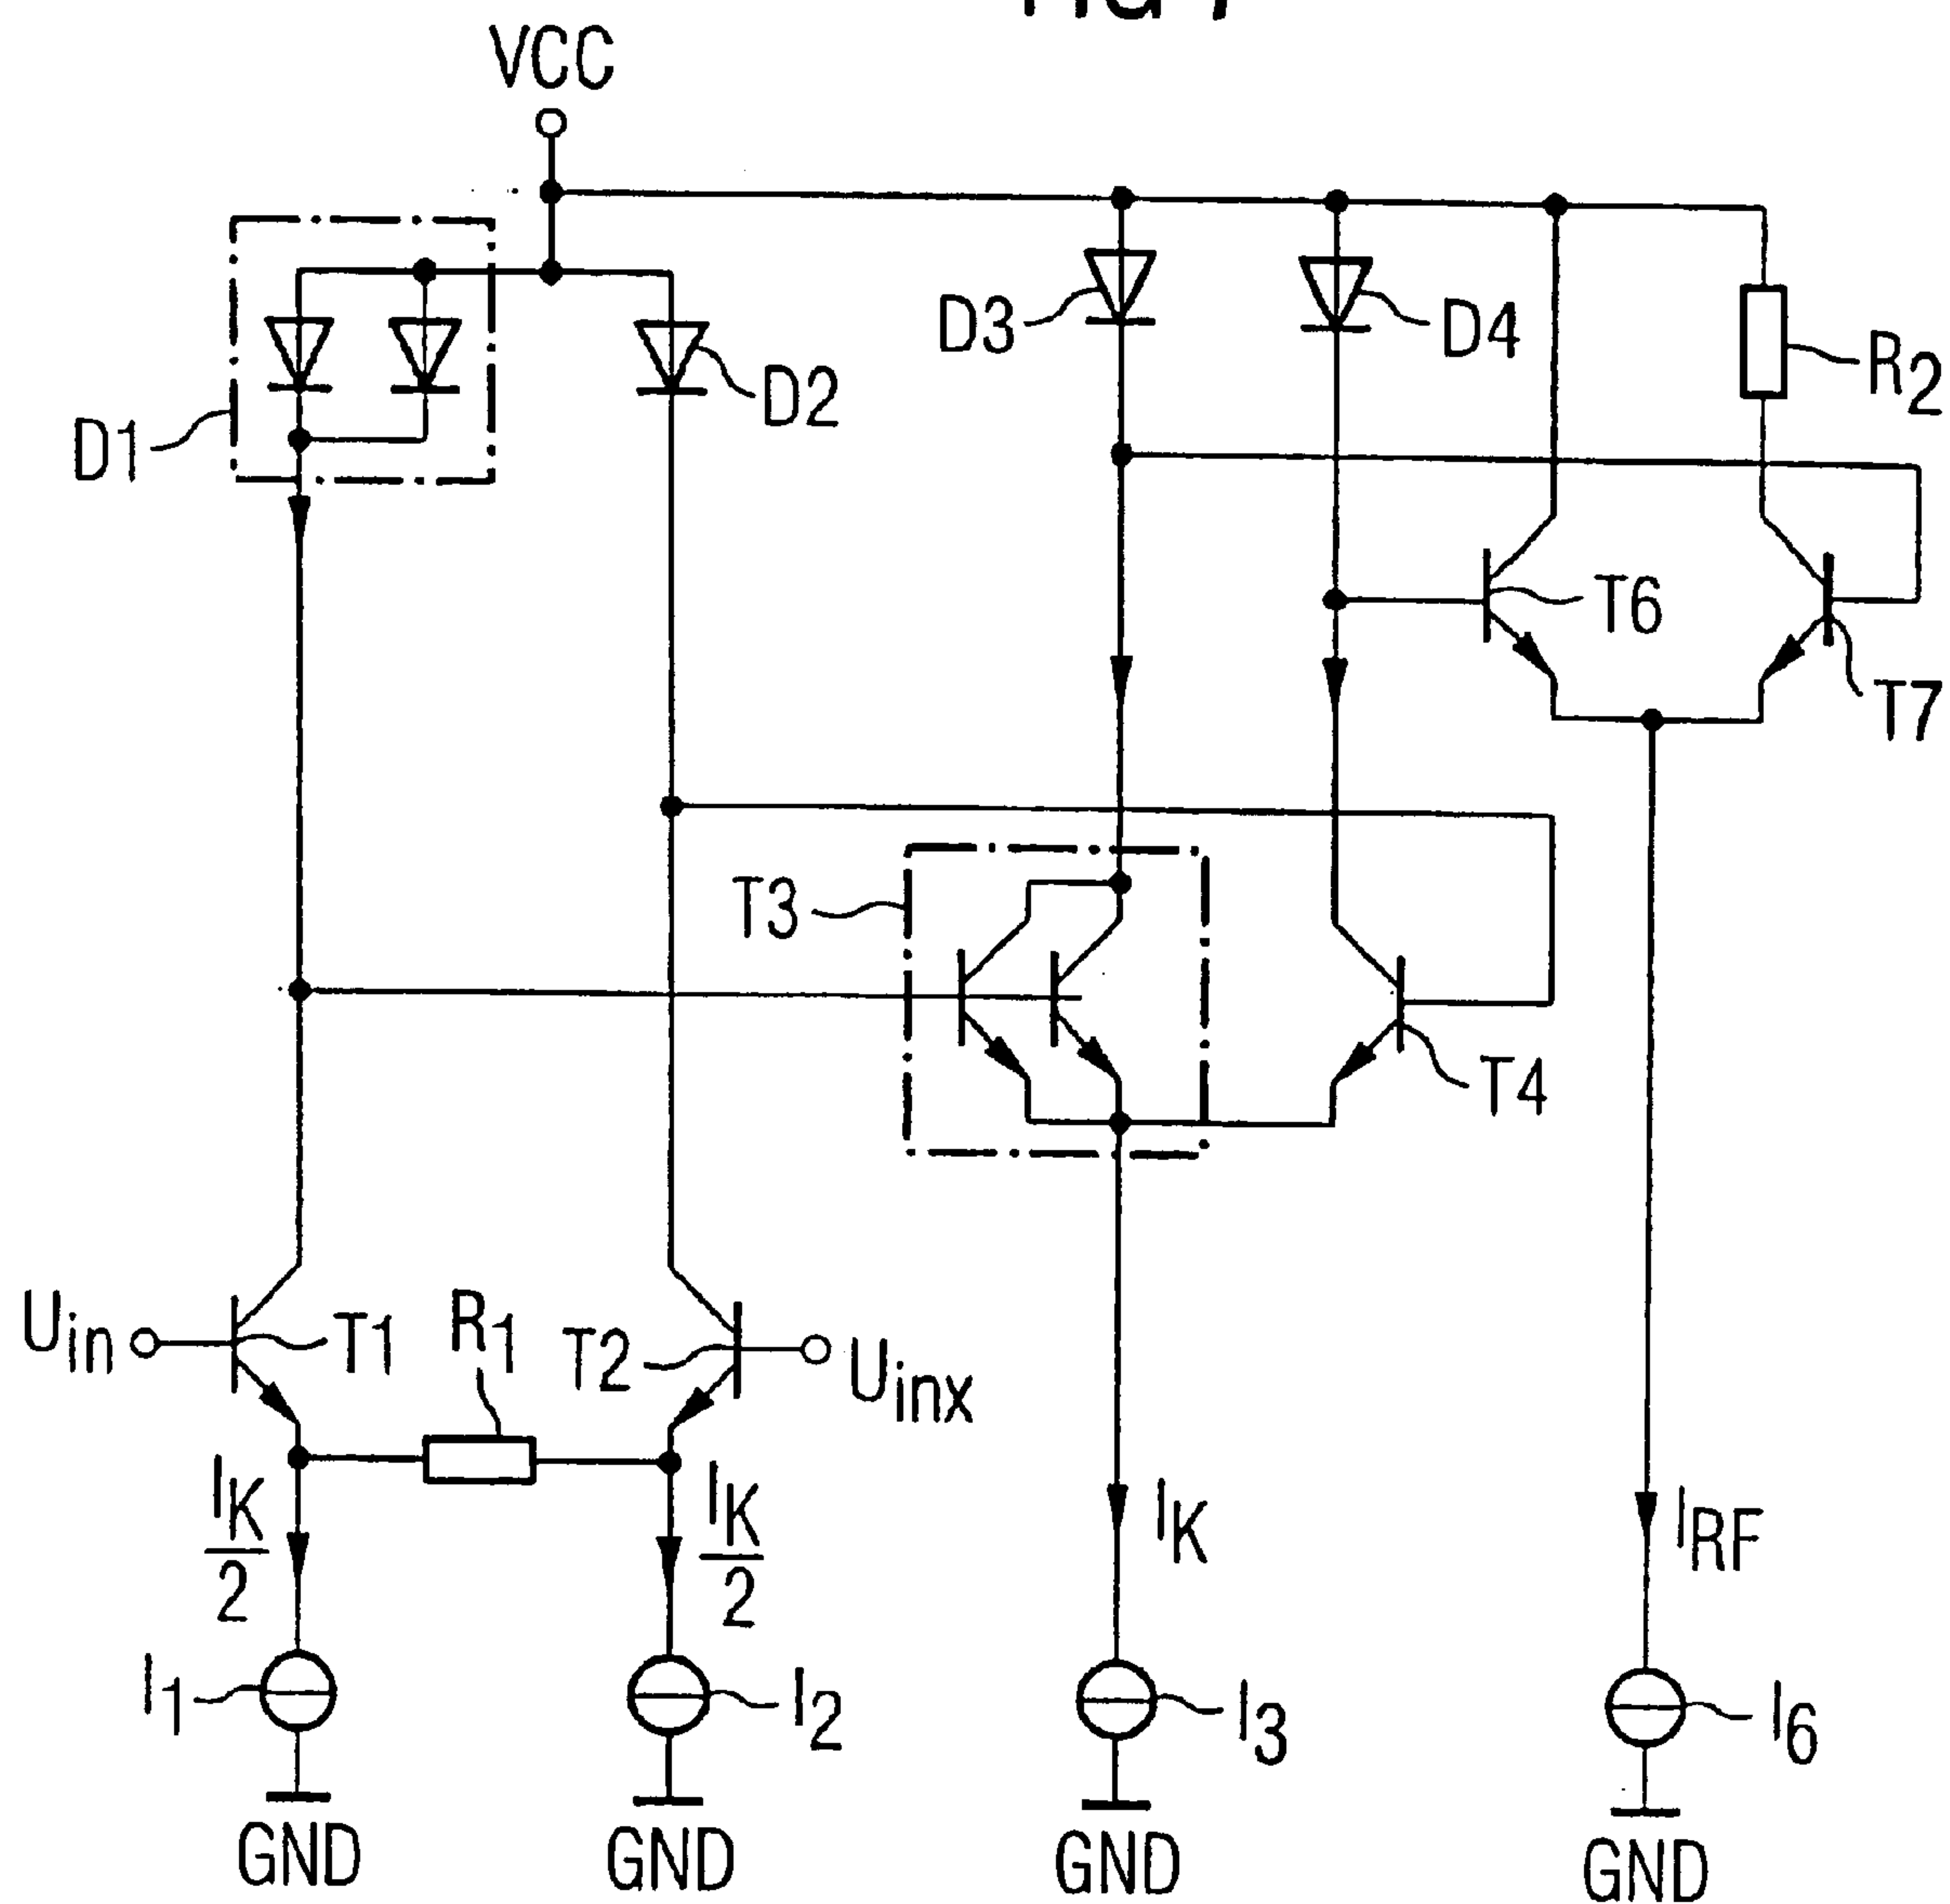 VCC
D1
D2
D3
D4
R2
T6
T7
T3
T4
Uin
T1
R1
T2
Uinx
IK
2
IK
2
IK
IRF
I1
I2
I3
I6
GND
GND
GND
GND